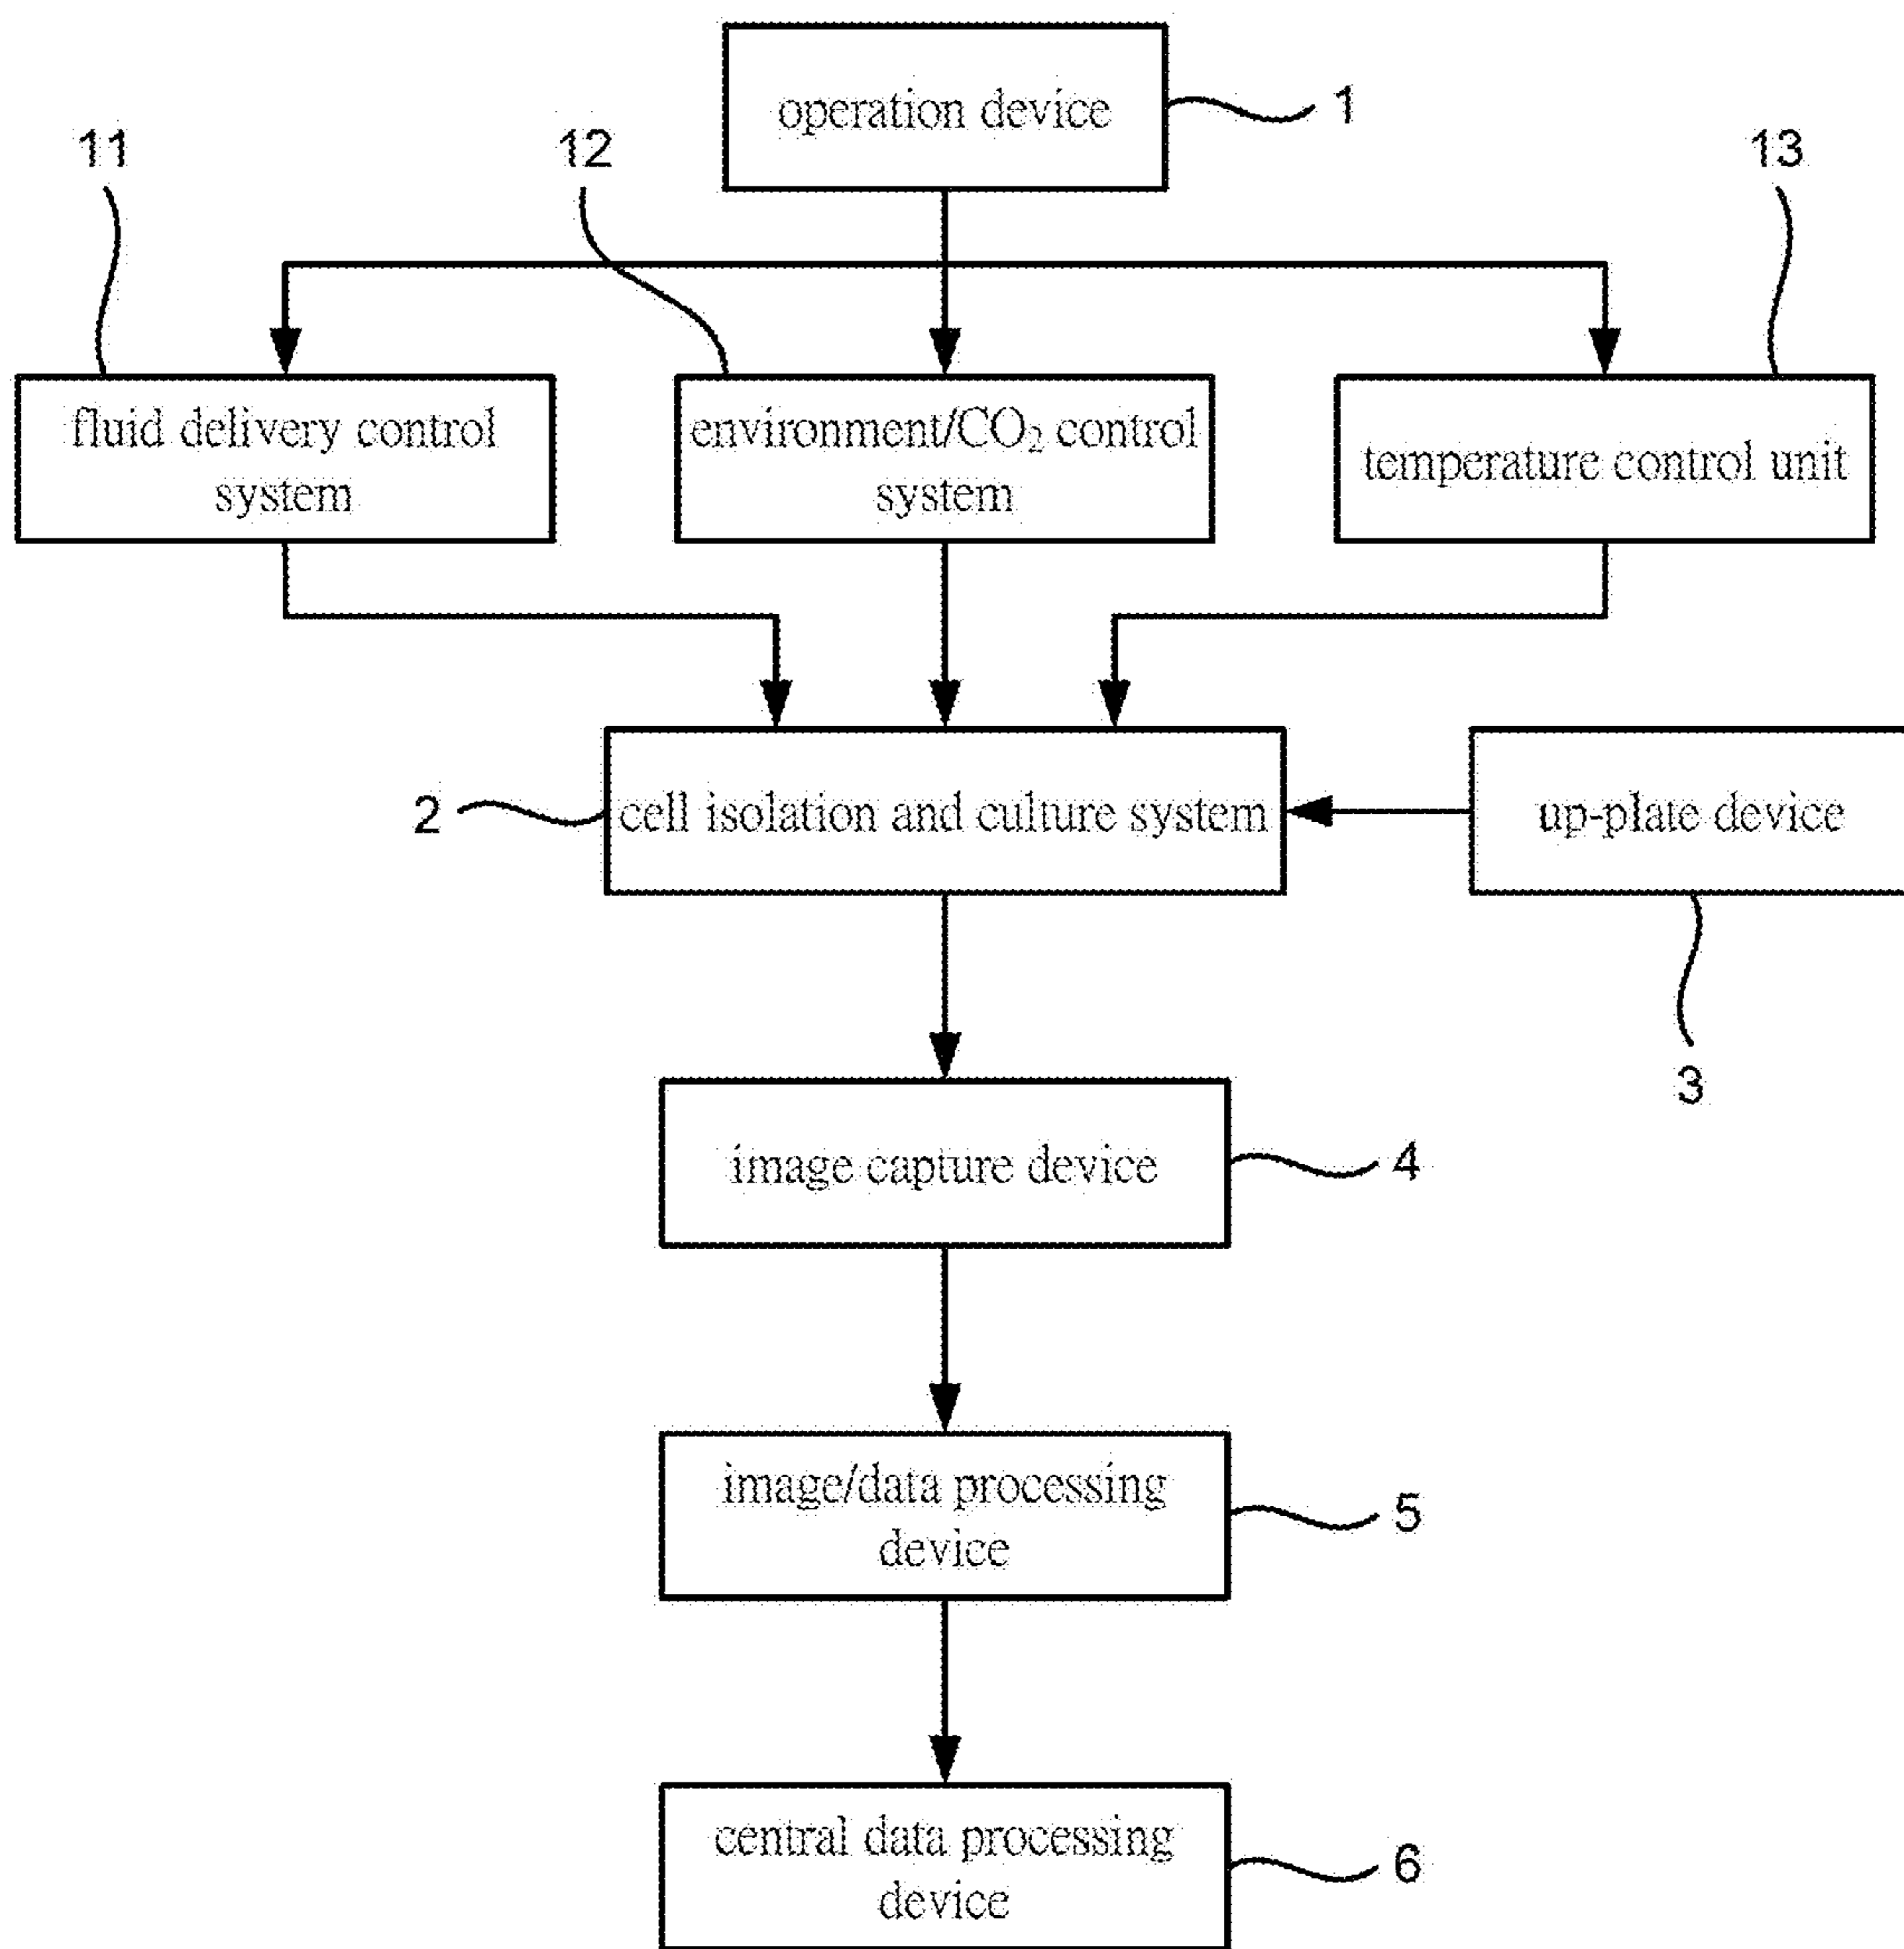 operation device
1
11
12
13
fluid delivery control
system
environment/CO₂ control
system
temperature control unit
2
cell isolation and culture system
up-plate device
3
image capture device
4
image/data processing
device
5
central data processing
device
6